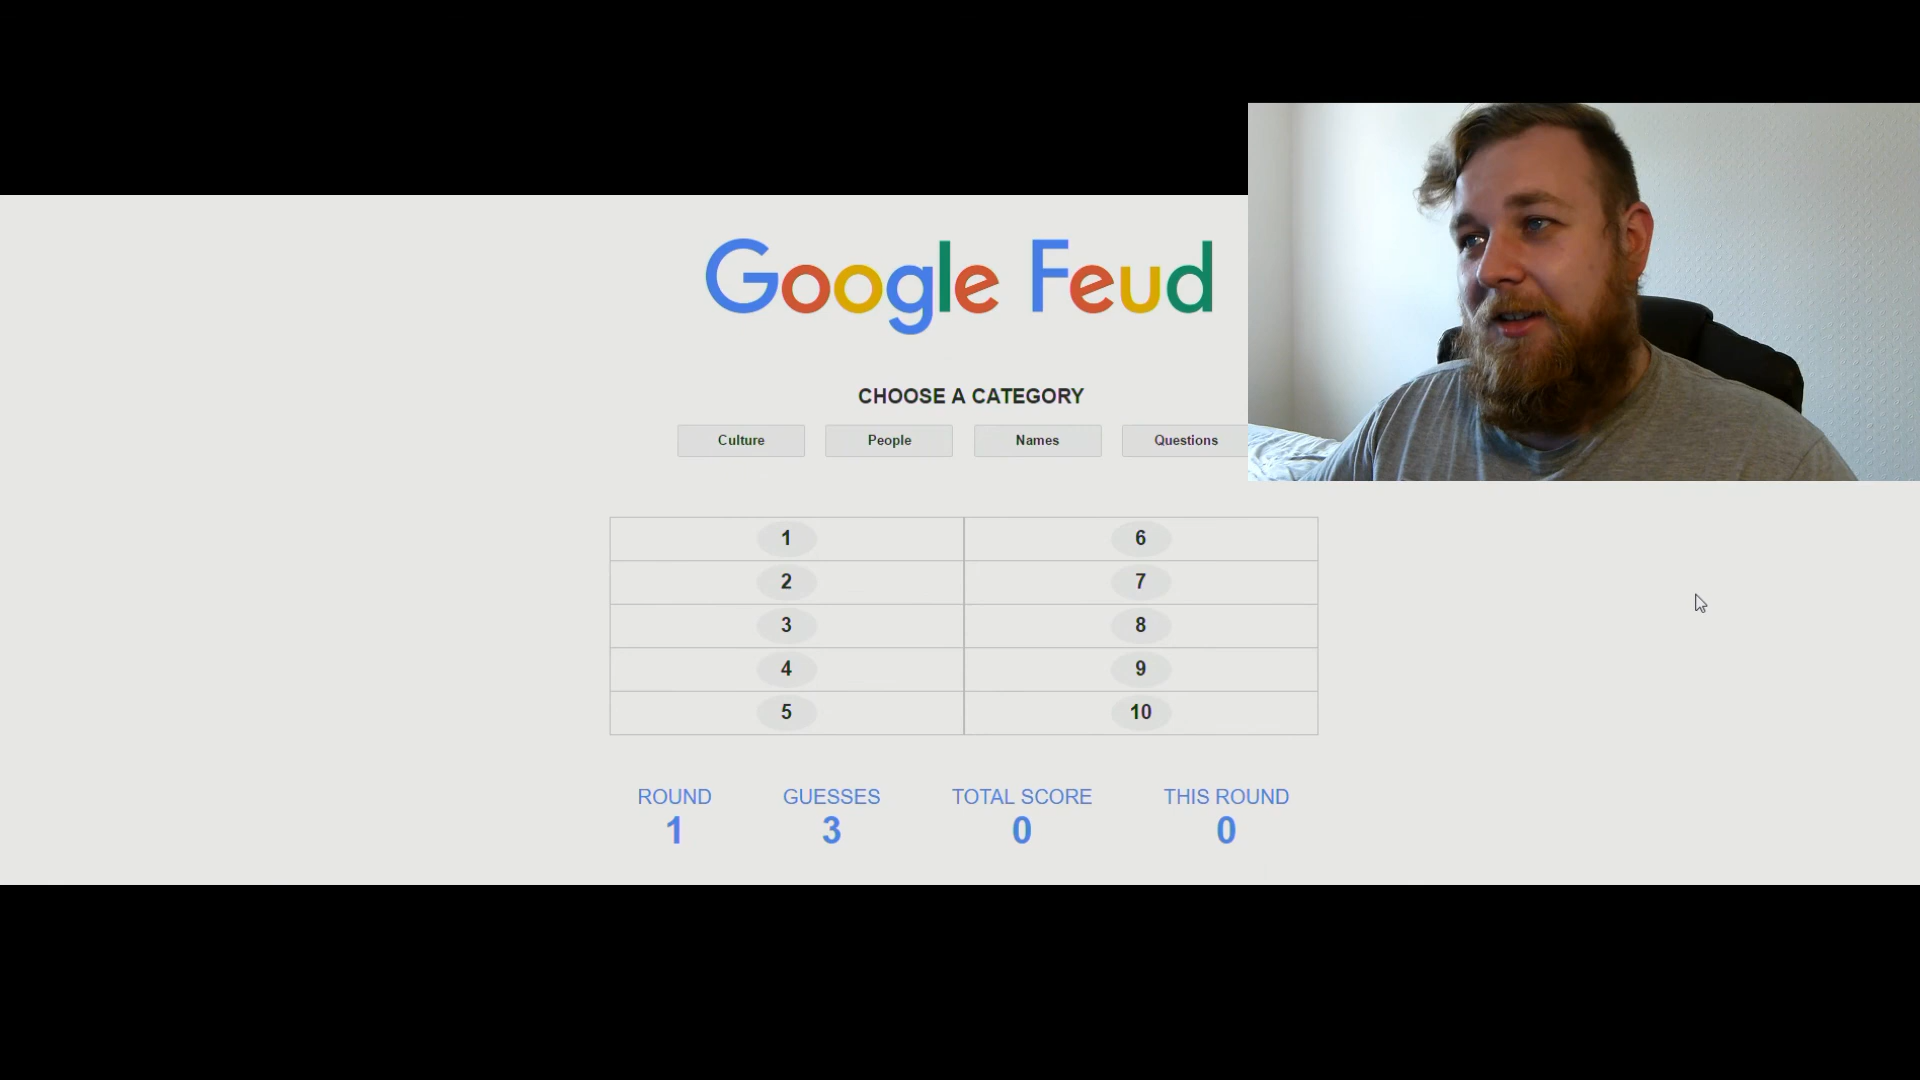 Google Feud
CHOOSE A CATEGORY
Culture People Names Questions
1 6
2 7
3 8
4 9
5 10
ROUND GUESSES TOTAL SCORE THIS ROUND
1 3 0 0